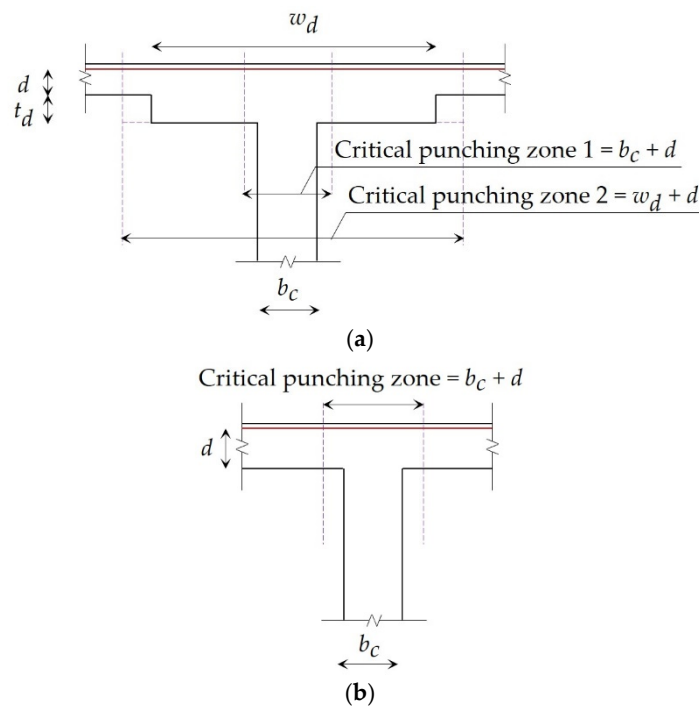 w_d
d
t_d
Critical punching zone 1 = b_c + d
Critical punching zone 2 = w_d + d
b_c
(a)
Critical punching zone = b_c + d
d
b_c
(b)